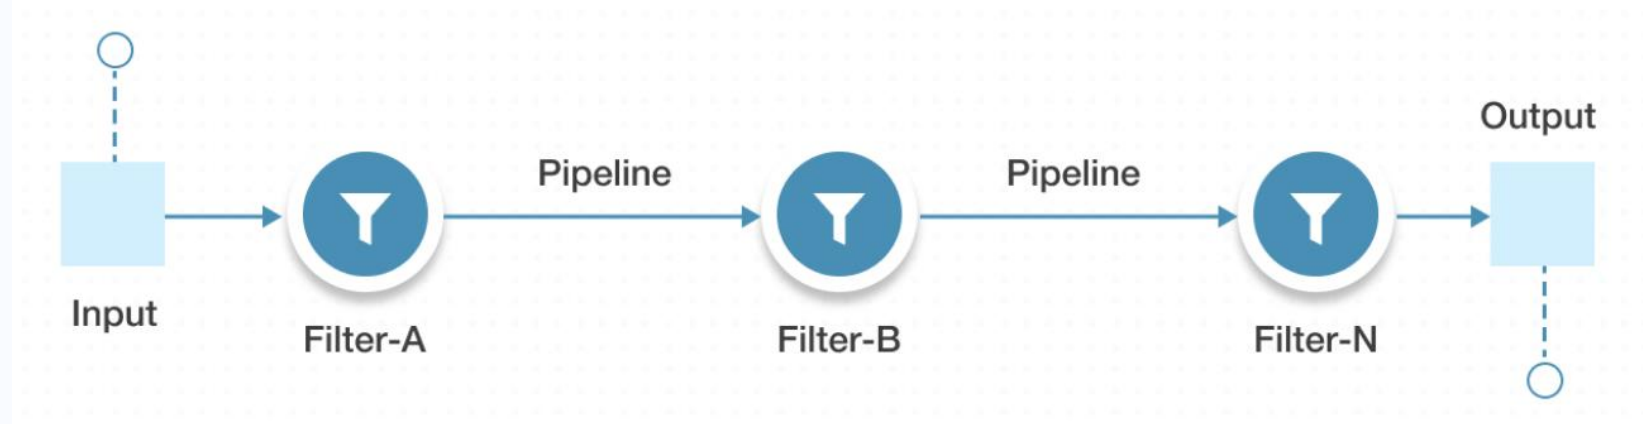 Input
Filter-A
Pipeline
Filter-B
Pipeline
Filter-N
Output